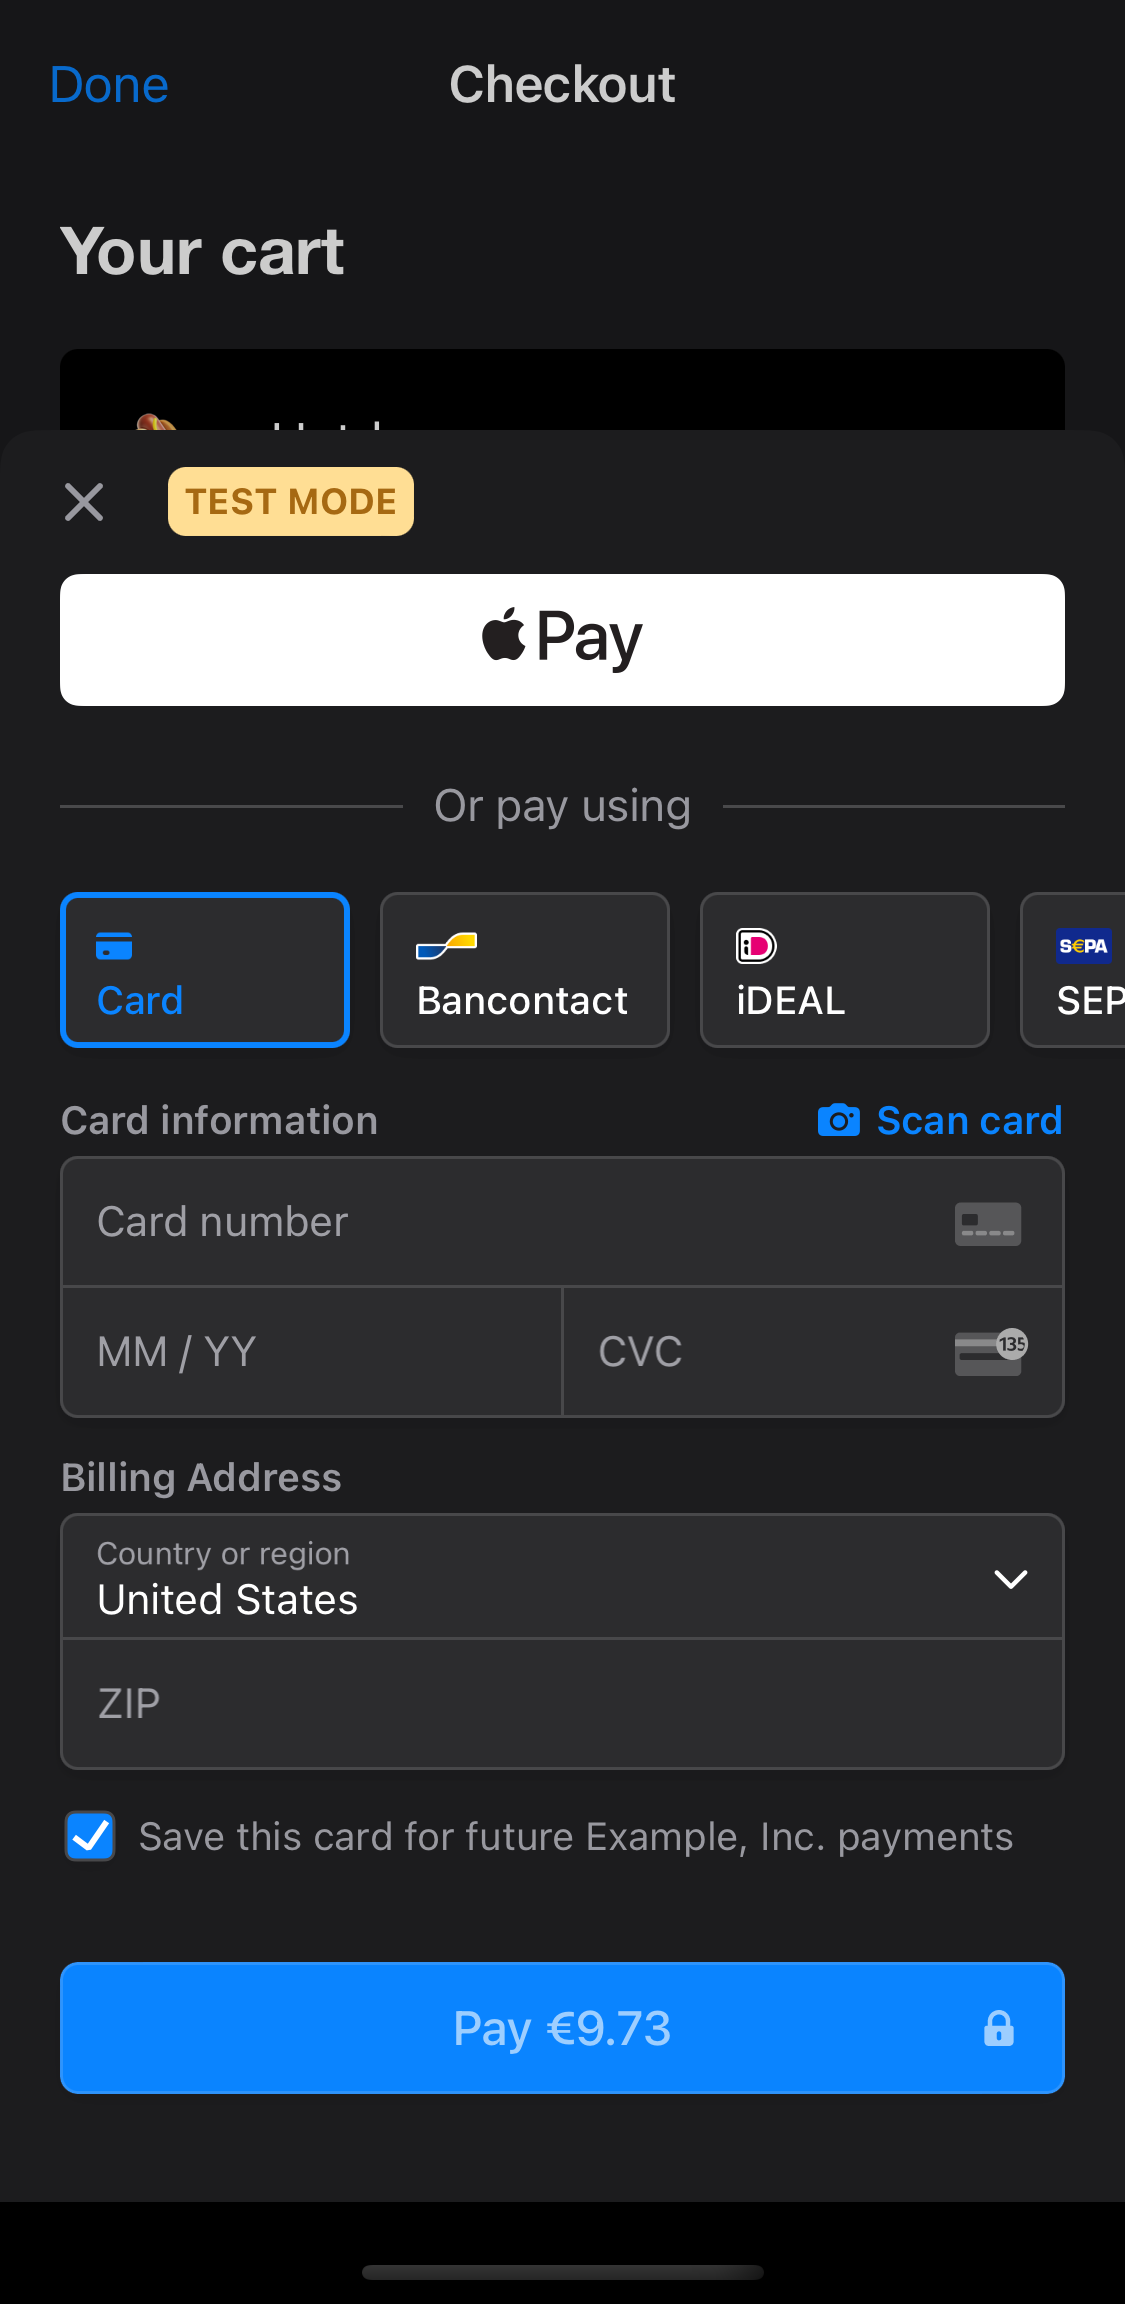 Done
Checkout
Your cart
TEST MODE
Pay
Or pay using
Card
Bancontact
iD
iDEAL
S€PA
SEP
Card information
Scan card
Card number
MM / YY
CVC
135
Billing Address
Country or region
United States
ZIP
Save this card for future Example, Inc. payments
Pay €9.73